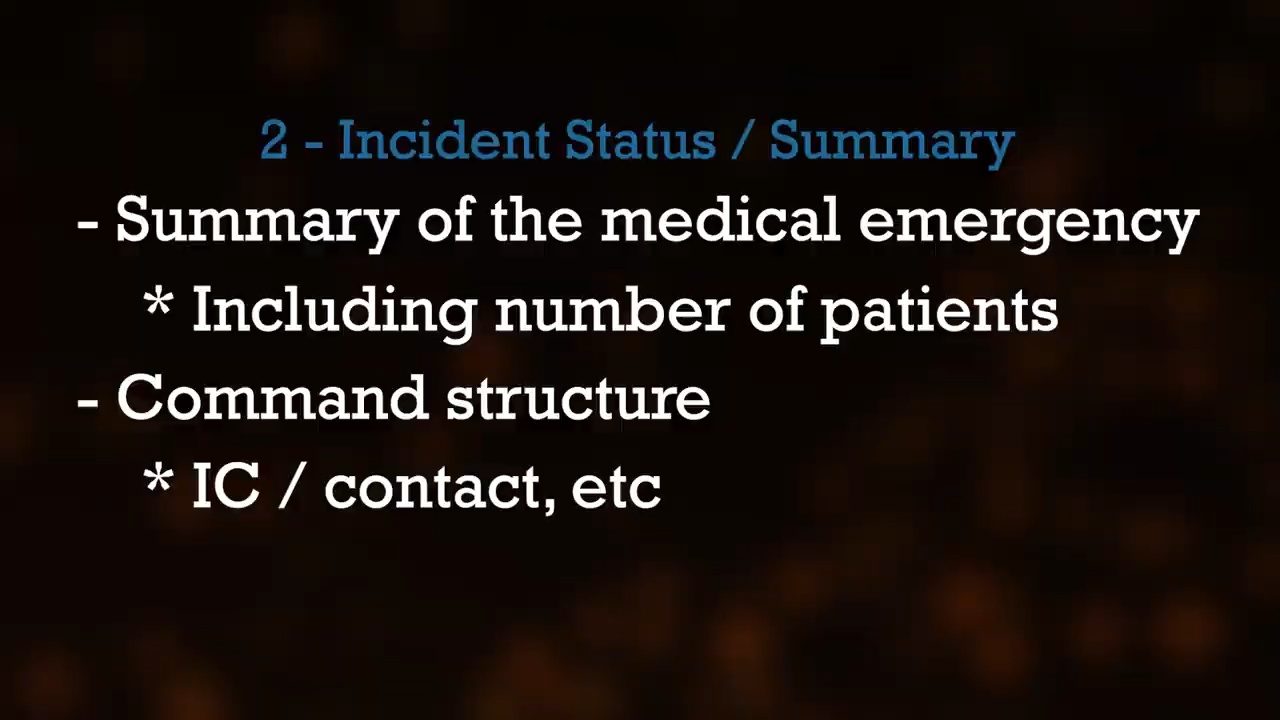 2 - Incident Status / Summary
- Summary of the medical emergency
* Including number of patients
- Command structure
* IC / contact, etc